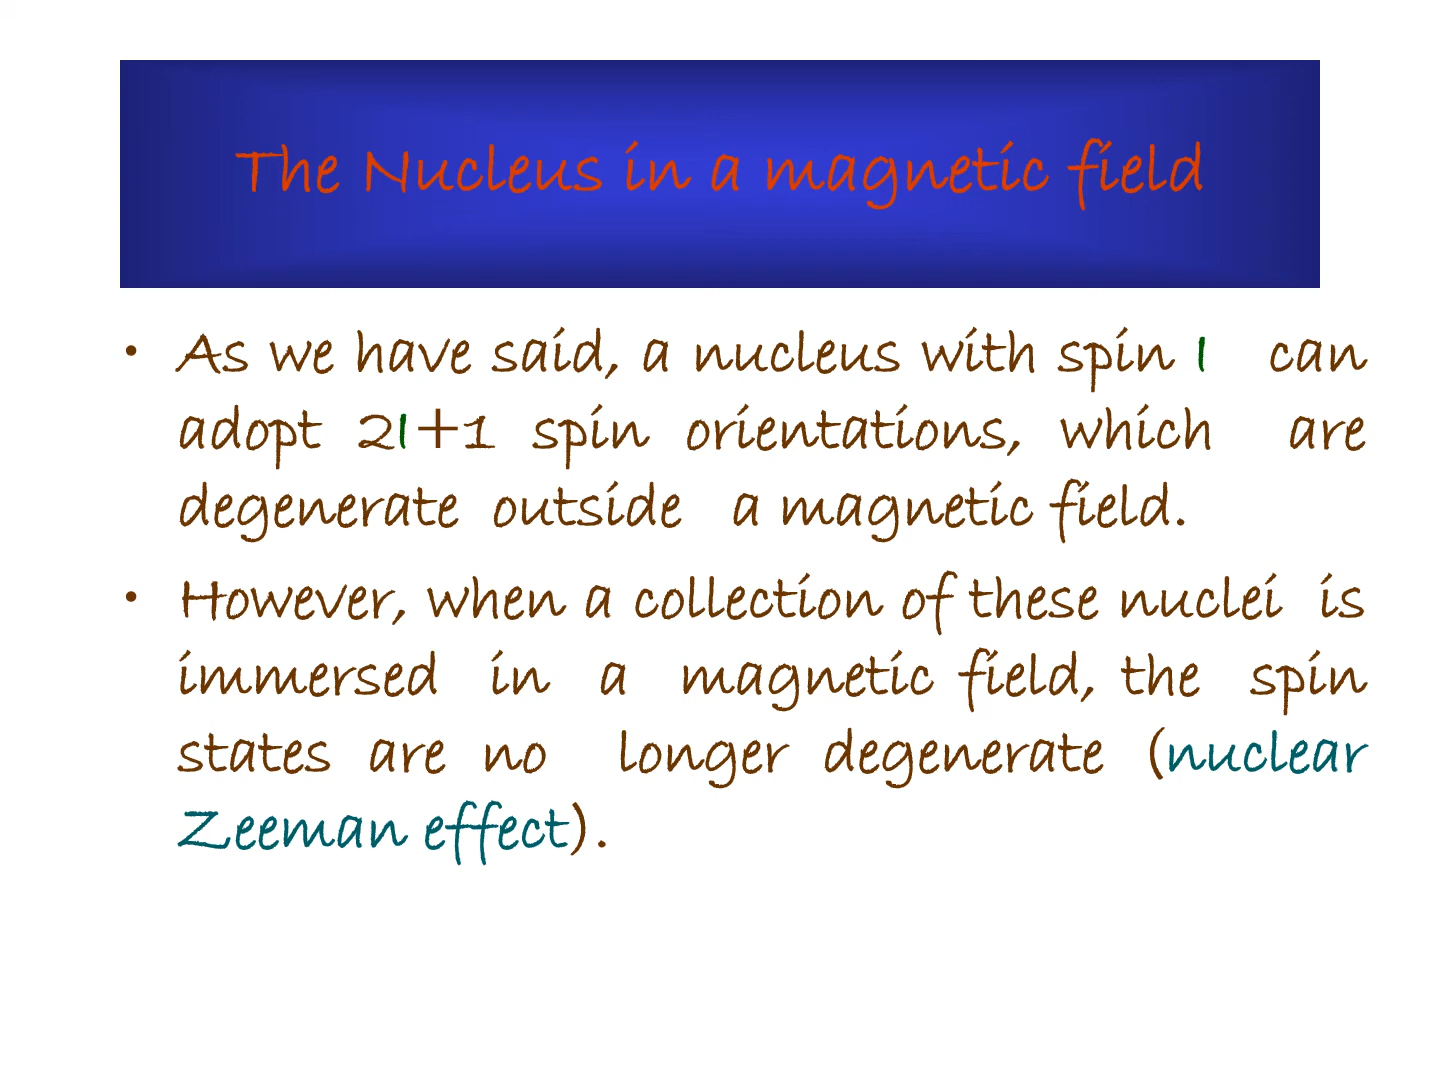 The Nucleus in a magnetic field
• As we have said, a nucleus with spin I can
adopt 2I+1 spin orientations, which are
degenerate outside a magnetic field.
• However, when a collection of these nuclei is
immersed in a magnetic field, the spin
states are no longer degenerate (nuclear
Zeeman effect).